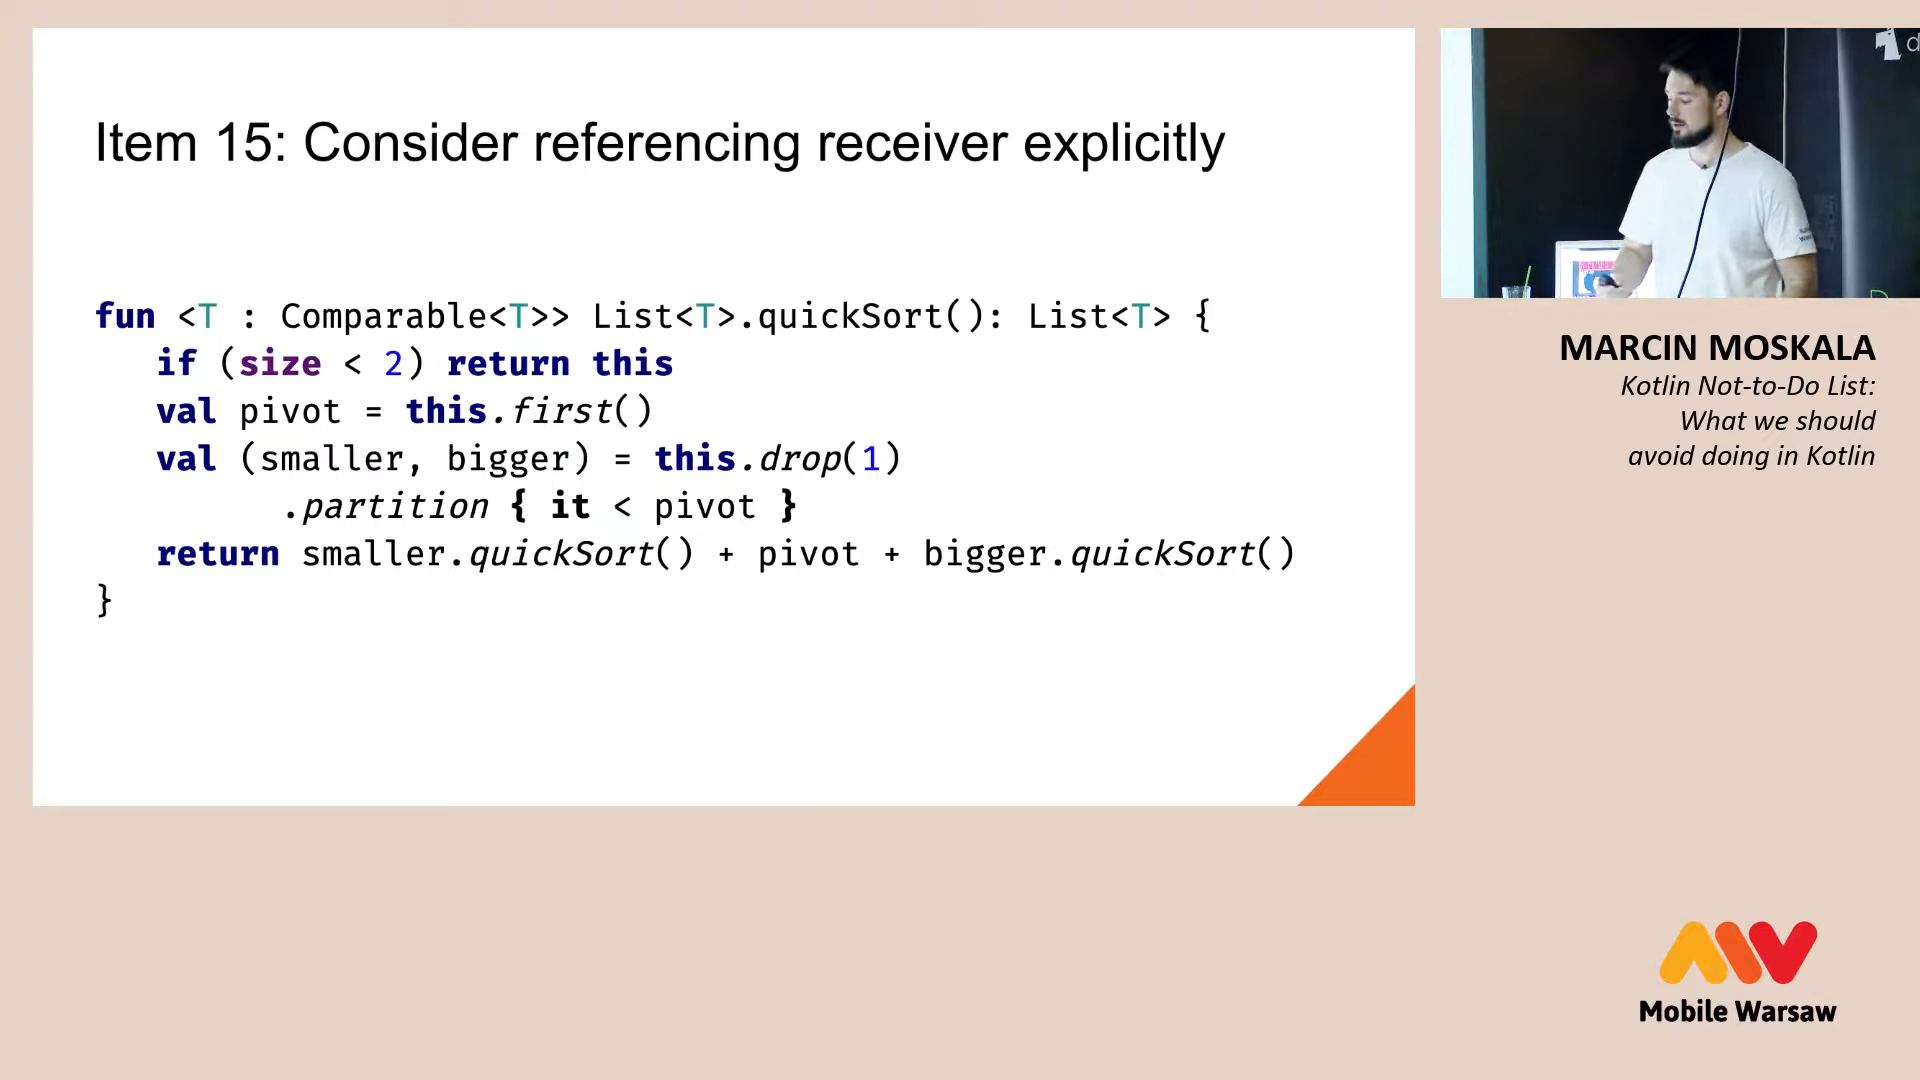 Item 15: Consider referencing receiver explicitly
fun <T : Comparable<T>> List<T>.quickSort(): List<T> {
    if (size < 2) return this
    val pivot = this.first()
    val (smaller, bigger) = this.drop(1)
        .partition { it < pivot }
    return smaller.quickSort() + pivot + bigger.quickSort()
}
MARCIN MOSKALA
Kotlin Not-to-Do List:
What we should
avoid doing in Kotlin
Mobile Warsaw